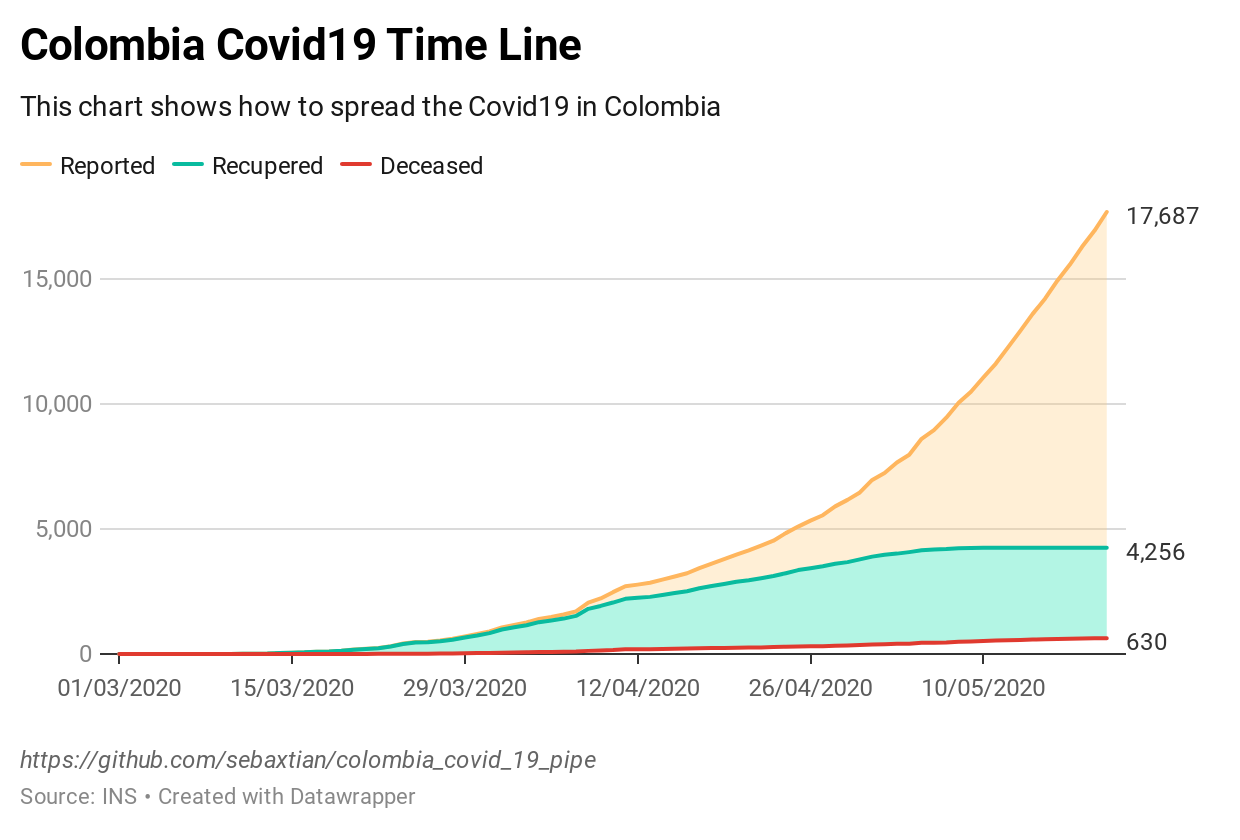 Colombia Covid19 Time Line
This chart shows how to spread the Covid19 in Colombia
Reported Recupered Deceased
17,687
15,000
10,000
5,000
4,256
630
0
01/03/2020 15/03/2020 29/03/2020 12/04/2020 26/04/2020 10/05/2020
https://github.com/sebaxtian/colombia_covid_19_pipe
Source: INS • Created with Datawrapper